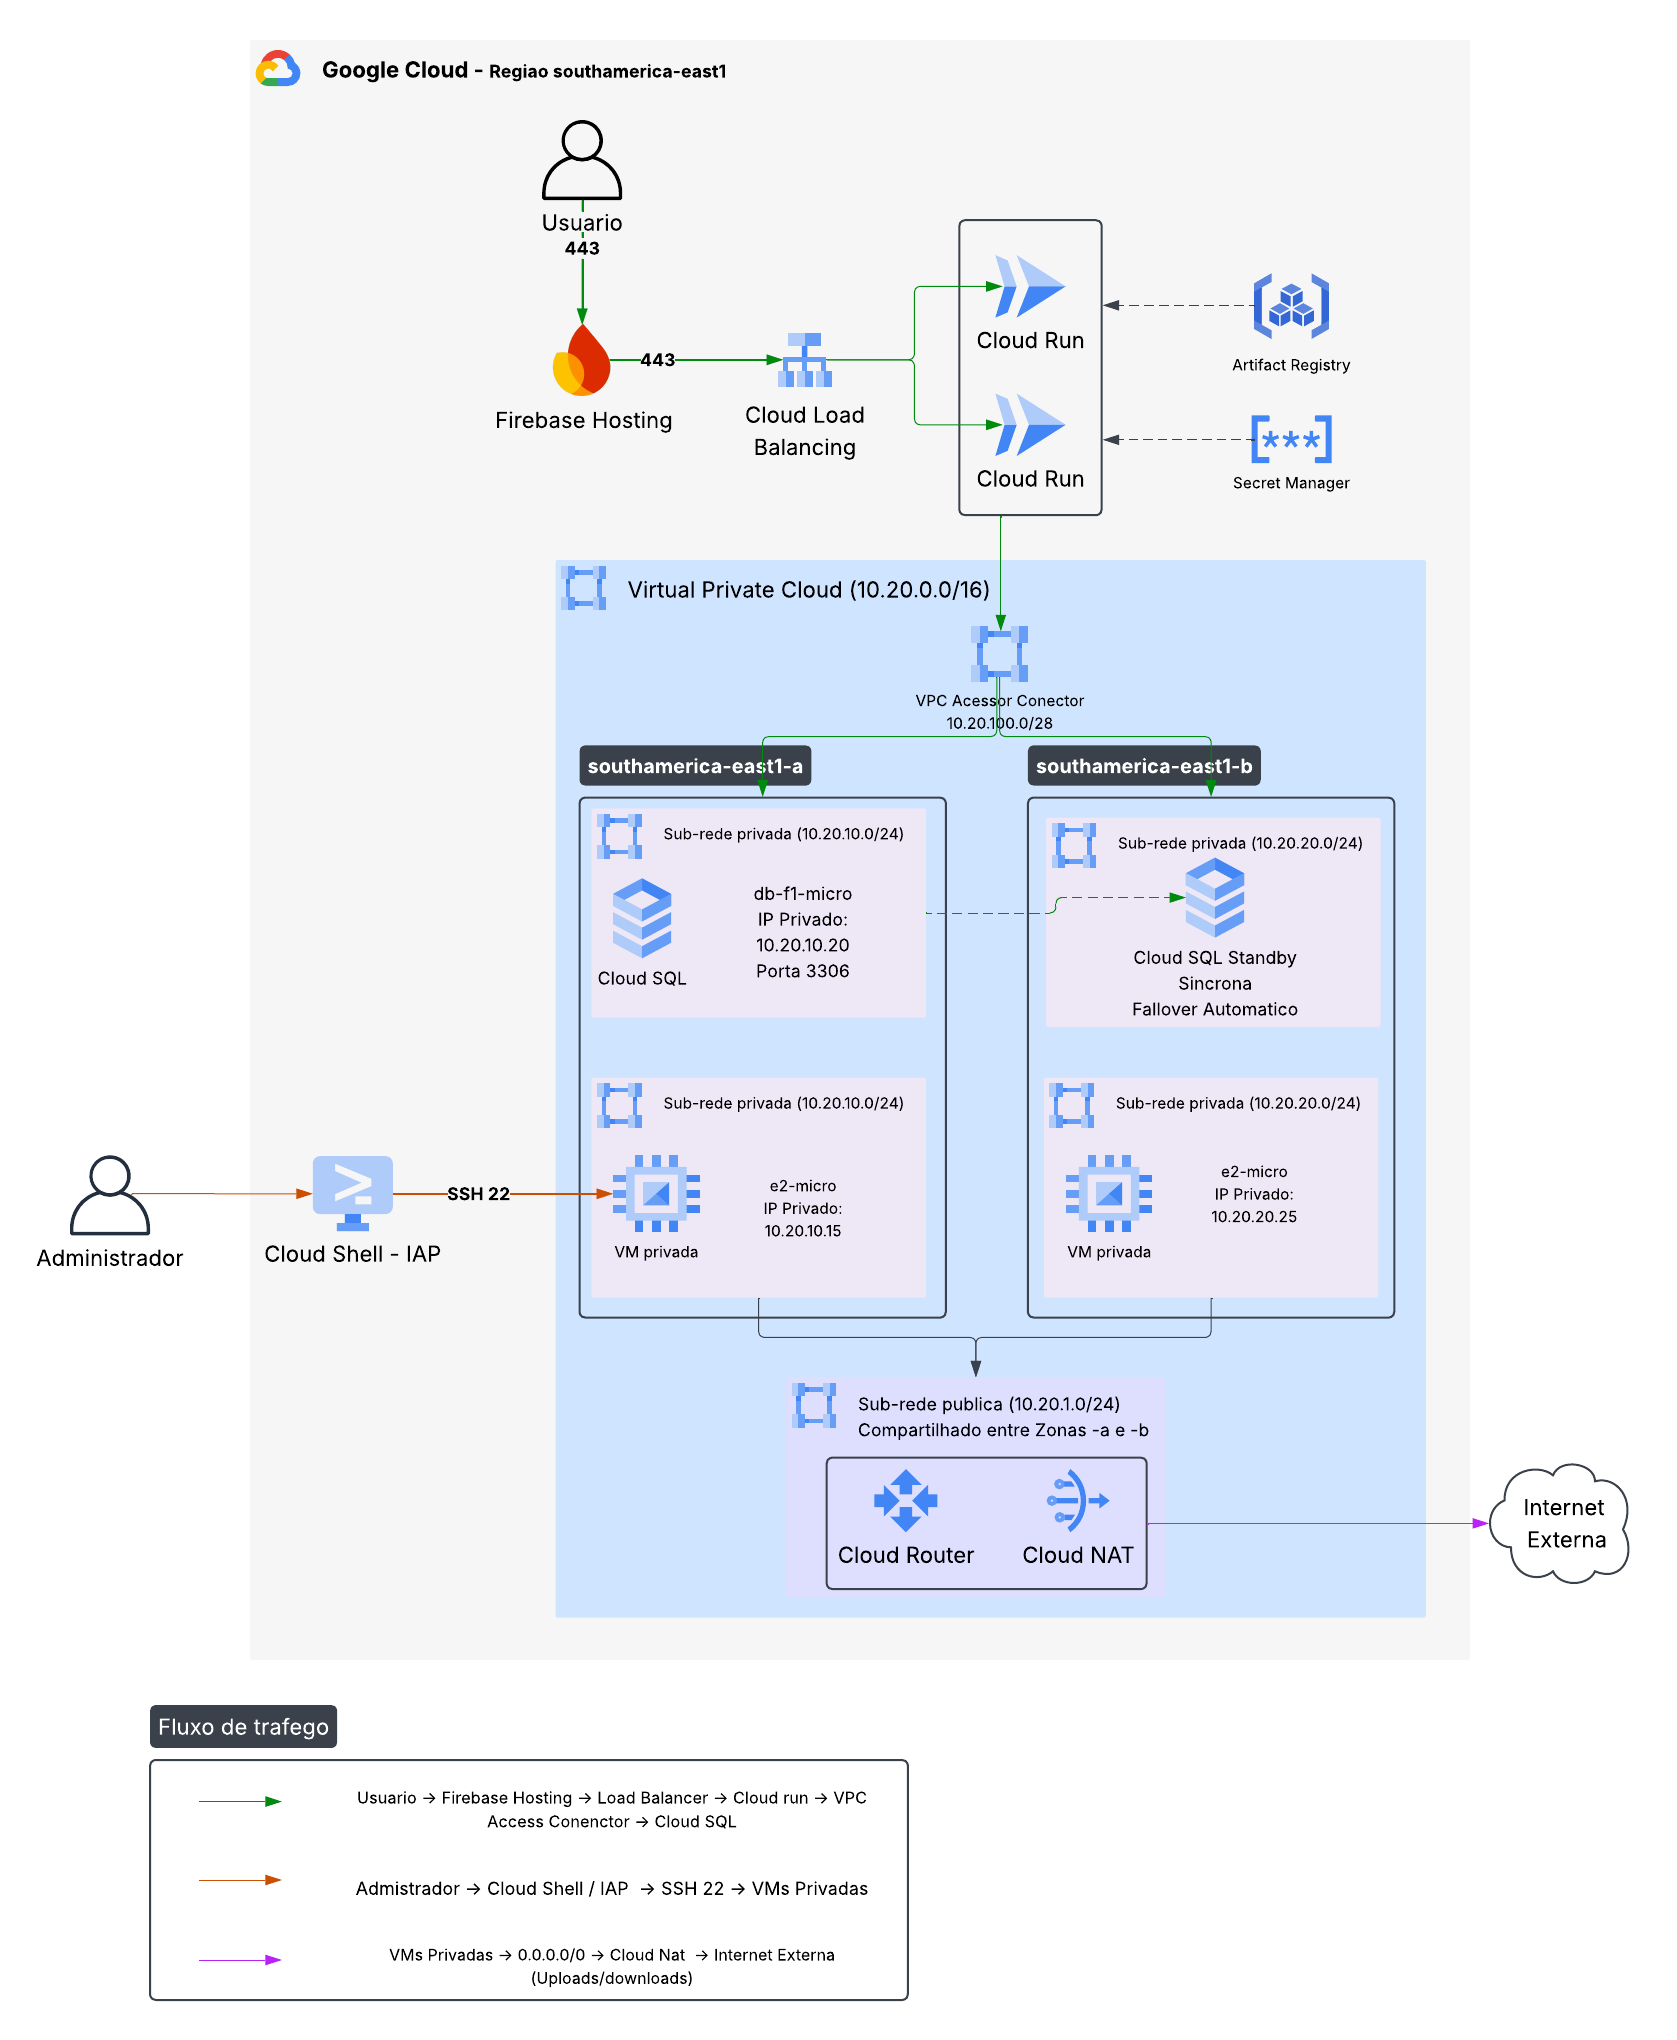 Google Cloud - Regiao southamerica-east1
Usuario
443
Firebase Hosting
443
Cloud Load
Balancing
Cloud Run
Cloud Run
Artifact Registry
Secret Manager
Virtual Private Cloud (10.20.0.0/16)
VPC Acessor Conector
10.20.100.0/28
southamerica-east1-a
southamerica-east1-b
Sub-rede privada (10.20.10.0/24)
db-f1-micro
IP Privado:
10.20.10.20
Porta 3306
Cloud SQL
Sub-rede privada (10.20.20.0/24)
Cloud SQL Standby
Sincrona
Fallover Automatico
Sub-rede privada (10.20.10.0/24)
e2-micro
IP Privado:
10.20.10.15
VM privada
Sub-rede privada (10.20.20.0/24)
e2-micro
IP Privado:
10.20.20.25
VM privada
Administrador
Cloud Shell - IAP
SSH 22
Sub-rede publica (10.20.1.0/24)
Compartilhado entre Zonas -a e -b
Cloud Router
Cloud NAT
Internet
Externa
Fluxo de trafego
Usuario → Firebase Hosting → Load Balancer → Cloud run → VPC
Access Conenctor → Cloud SQL
Admistrador → Cloud Shell / IAP → SSH 22 → VMs Privadas
VMs Privadas → 0.0.0.0/0 → Cloud Nat → Internet Externa
(Uploads/downloads)